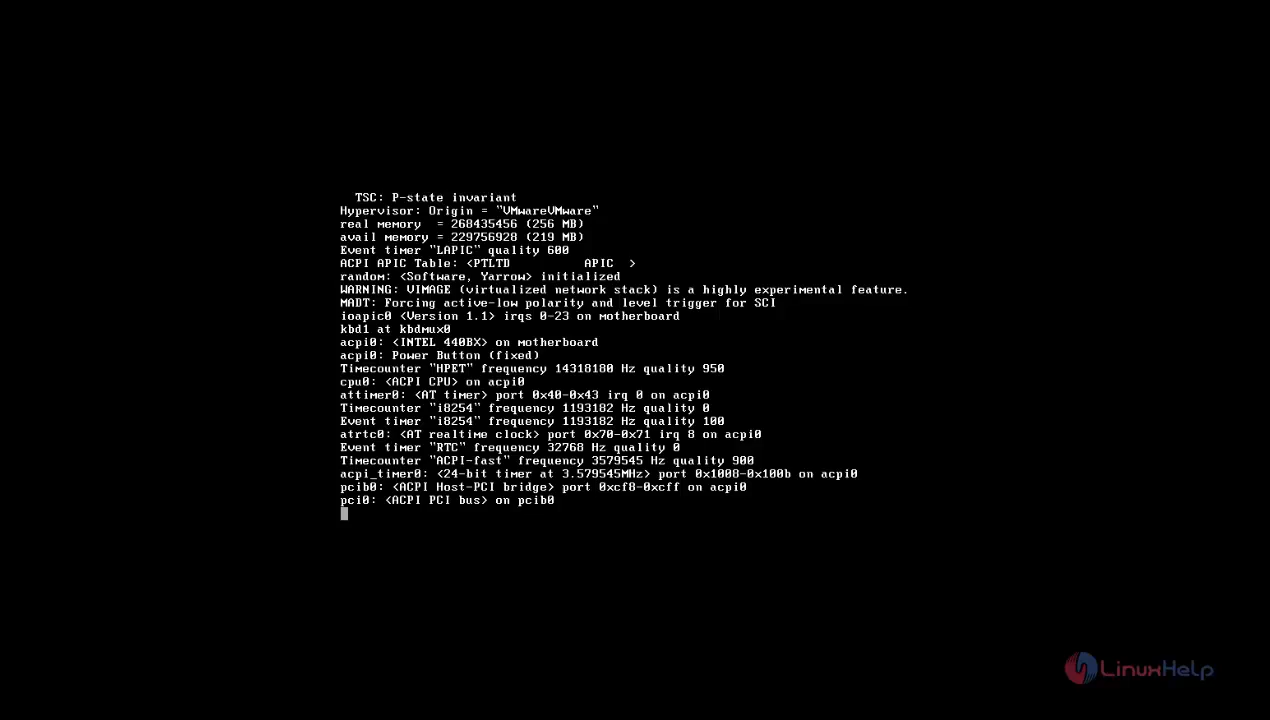 TSC: P-state invariant
Hypervisor: Origin = "VMwareVMware"
real memory  = 268435456 (256 MB)
avail memory = 229756928 (219 MB)
Event timer "LAPIC" quality 600
ACPI APIC Table: <PTLTD          APIC  >
random: <Software, Yarrow> initialized
WARNING: VIMAGE (virtualized network stack) is a highly experimental feature.
MADT: Forcing active-low polarity and level trigger for SCI
ioapic0 <Version 1.1> irqs 0-23 on motherboard
kbd1 at kbdmux0
acpi0: <INTEL 440BX> on motherboard
acpi0: Power Button (fixed)
Timecounter "HPET" frequency 14318180 Hz quality 950
cpu0: <ACPI CPU> on acpi0
attimer0: <AT timer> port 0x40-0x43 irq 0 on acpi0
Timecounter "i8254" frequency 1193182 Hz quality 0
Event timer "i8254" frequency 1193182 Hz quality 100
atrtc0: <AT realtime clock> port 0x70-0x71 irq 8 on acpi0
Event timer "RTC" frequency 32768 Hz quality 0
Timecounter "ACPI-fast" frequency 3579545 Hz quality 900
acpi_timer0: <24-bit timer at 3.579545MHz> port 0x1008-0x100b on acpi0
pcib0: <ACPI Host-PCI bridge> port 0xcf8-0xcff on acpi0
pci0: <ACPI PCI bus> on pcib0
LinuxHelp